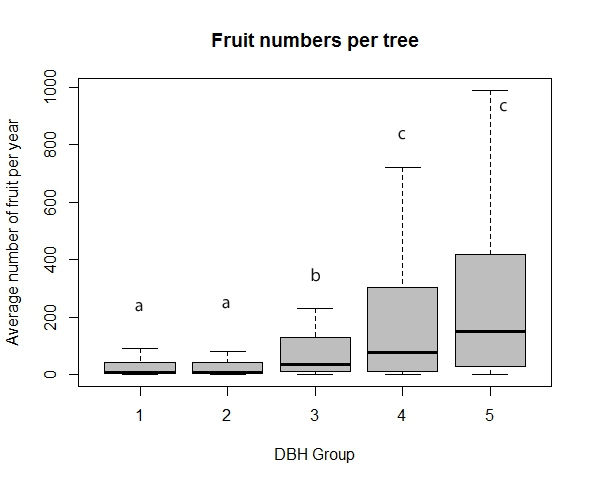 Fruit numbers per tree
Average number of fruit per year
1000
800
600
400
200
0
a
a
b
c
c
1
2
3
4
5
DBH Group